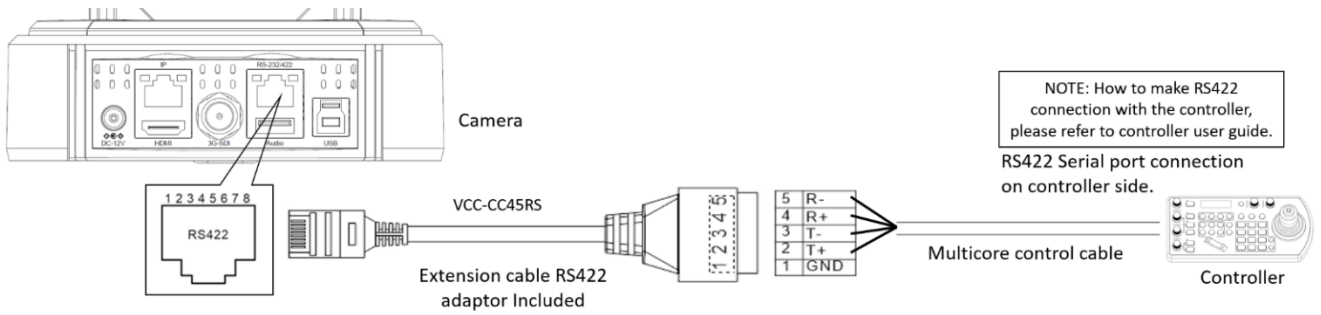 IP
RS-232/422
DC-12V
HDMI
3G-SDI
Audio
USB
Camera
NOTE: How to make RS422
connection with the controller,
please refer to controller user guide.
RS422 Serial port connection
on controller side.
1 2 3 4 5 6 7 8
RS422
VCC-CC45RS
Extension cable RS422
adaptor Included
1 2 3 4 5
5 R-
4 R+
3 T-
2 T+
1 GND
Multicore control cable
Controller